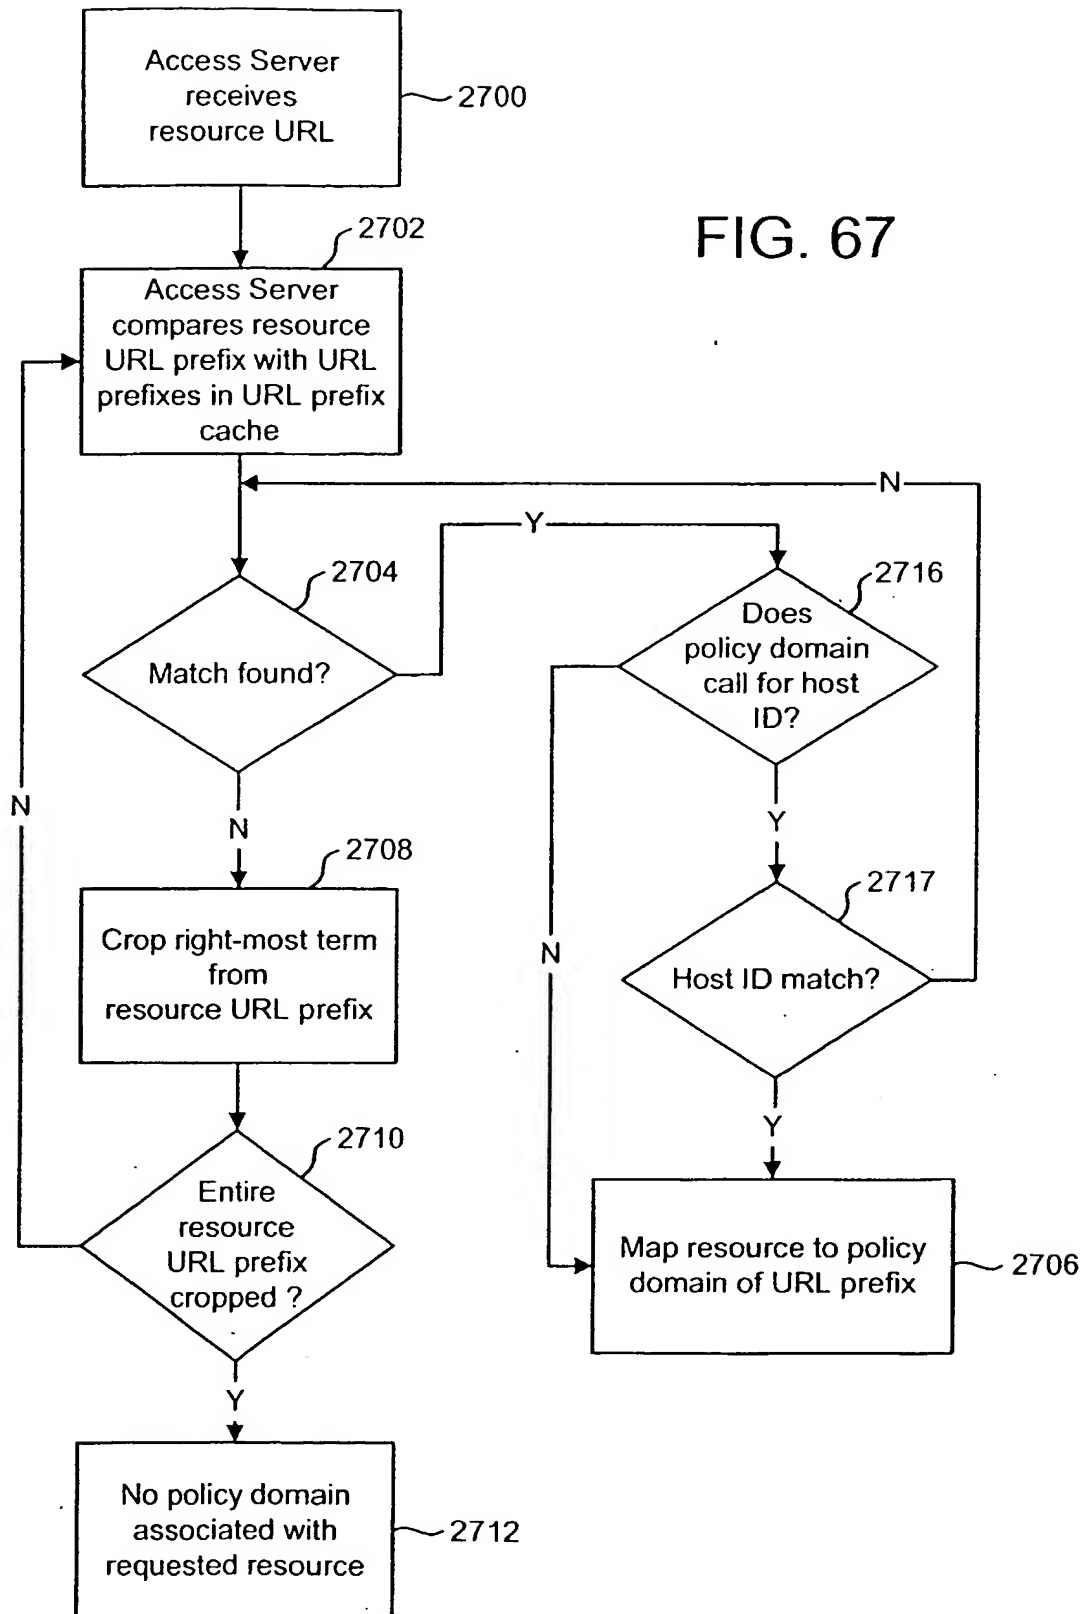 Access Server
receives
resource URL
2700
FIG. 67
2702
Access Server
compares resource
URL prefix with URL
prefixes in URL prefix
cache
N
Y
2704
Match found?
2716
Does
policy domain
call for host
ID?
N
N
Y
2708
Crop right-most term
from
resource URL prefix
2717
Host ID match?
N
2710
Entire
resource
URL prefix
cropped ?
Y
Map resource to policy
domain of URL prefix
2706
Y
No policy domain
associated with
requested resource
2712